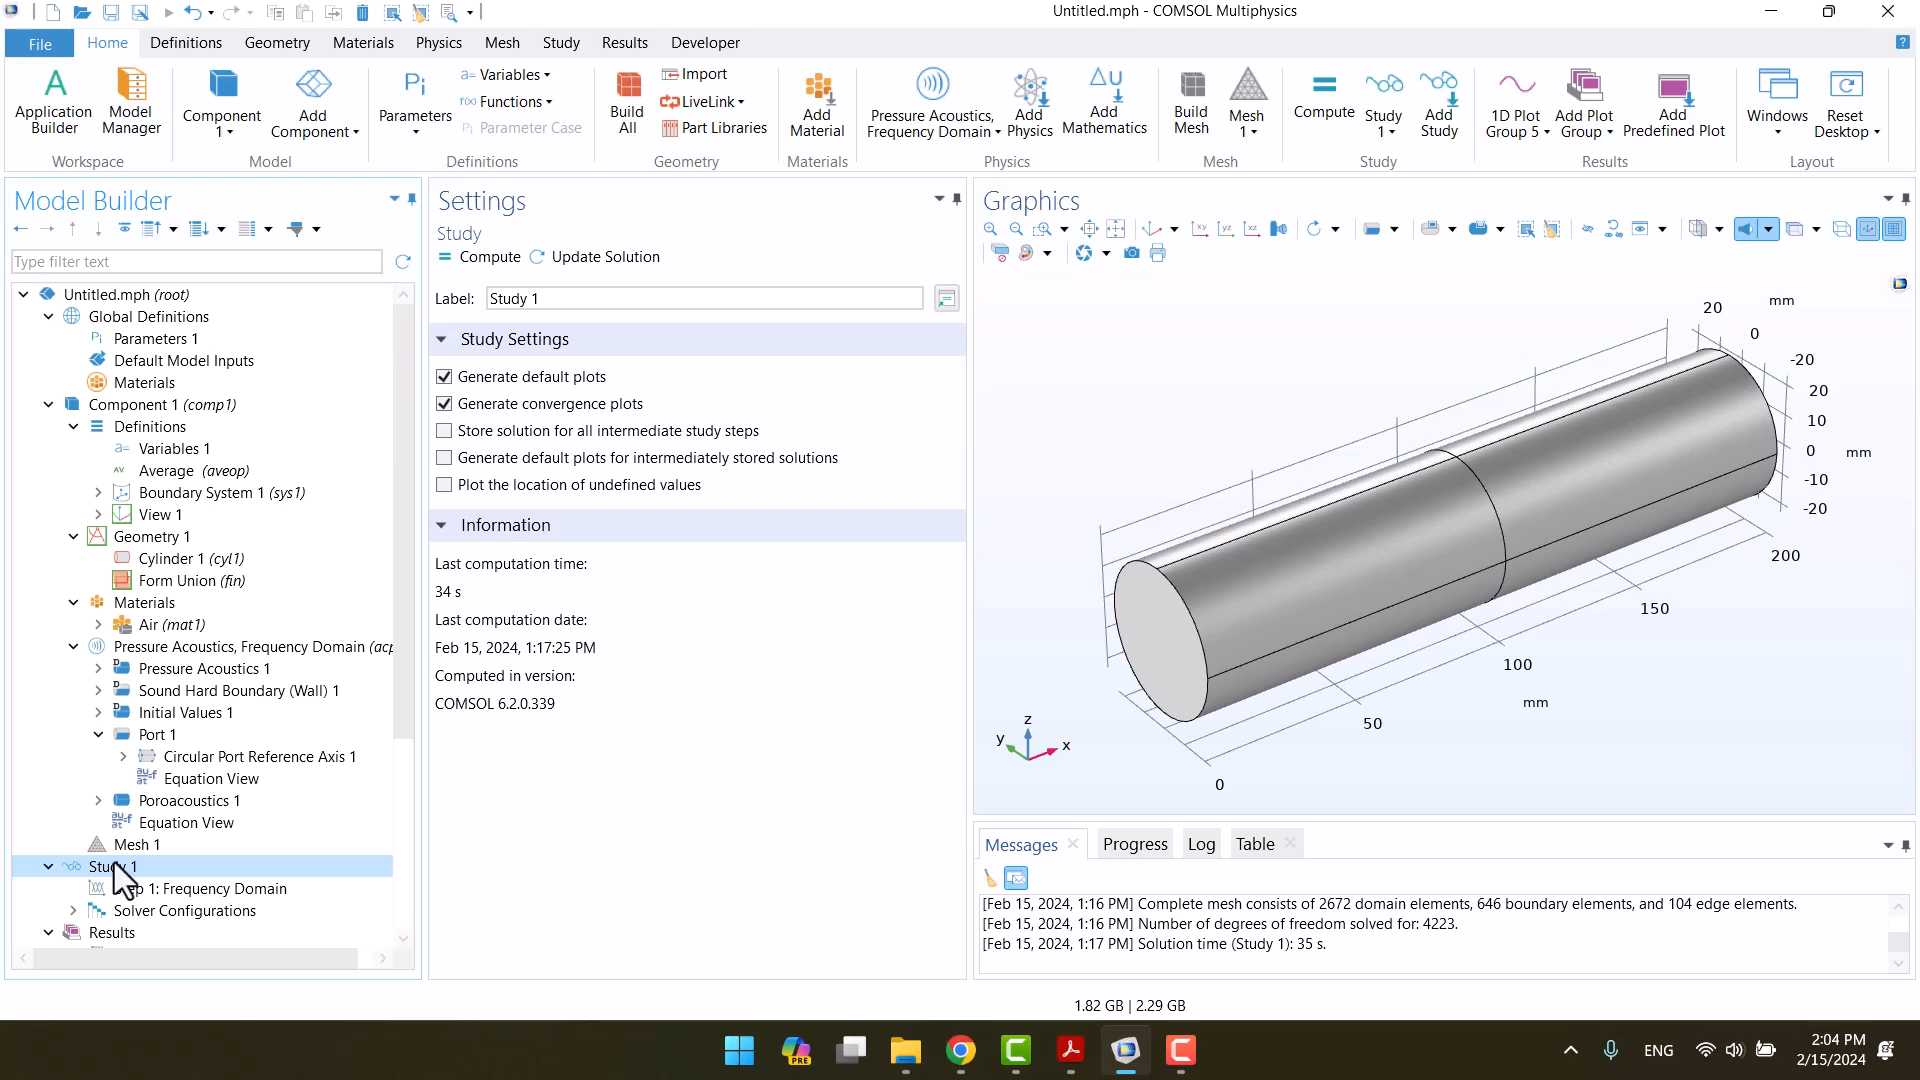 Untitled.mph - COMSOL Multiphysics
File
Home
Definitions
Geometry
Materials
Physics
Mesh
Study
Results
Developer
Application Builder
Model Manager
Workspace
Component 1
Add Component
Model
Parameters
a= Variables
f(x) Functions
Pi Parameter Case
Definitions
Build All
Import
LiveLink
Part Libraries
Geometry
Add Material
Materials
Pressure Acoustics, Frequency Domain
Add Physics
Add Mathematics
Physics
Build Mesh
Mesh 1
Mesh
Compute
Study 1
Add Study
Study
1D Plot Group 5
Add Plot Group
Add Predefined Plot
Results
Windows
Reset Desktop
Layout
Model Builder
Type filter text
Untitled.mph (root)
Global Definitions
Pi Parameters 1
Default Model Inputs
Materials
Component 1 (comp1)
Definitions
a= Variables 1
AV Average (aveop)
Boundary System 1 (sys1)
View 1
Geometry 1
Cylinder 1 (cyl1)
Form Union (fin)
Materials
Air (mat1)
Pressure Acoustics, Frequency Domain (acp
Pressure Acoustics 1
Sound Hard Boundary (Wall) 1
Initial Values 1
Port 1
Circular Port Reference Axis 1
Equation View
Poroacoustics 1
Equation View
Mesh 1
1
1: Frequency Domain
Solver Configurations
Results
Settings
Study
Compute
Update Solution
Label: Study 1
Study Settings
Generate default plots
Generate convergence plots
Store solution for all intermediate study steps
Generate default plots for intermediately stored solutions
Plot the location of undefined values
Information
Last computation time:
34 s
Last computation date:
Feb 15, 2024, 1:17:25 PM
Computed in version:
COMSOL 6.2.0.339
Graphics
xy
yz
xz
20
mm
0
-20
20
10
0
mm
-10
-20
200
150
100
mm
50
0
z
y
x
Messages
Progress
Log
Table
[Feb 15, 2024, 1:16 PM] Complete mesh consists of 2672 domain elements, 646 boundary elements, and 104 edge elements.
[Feb 15, 2024, 1:16 PM] Number of degrees of freedom solved for: 4223.
[Feb 15, 2024, 1:17 PM] Solution time (Study 1): 35 s.
1.82 GB | 2.29 GB
PRE
ENG
2:04 PM
2/15/2024